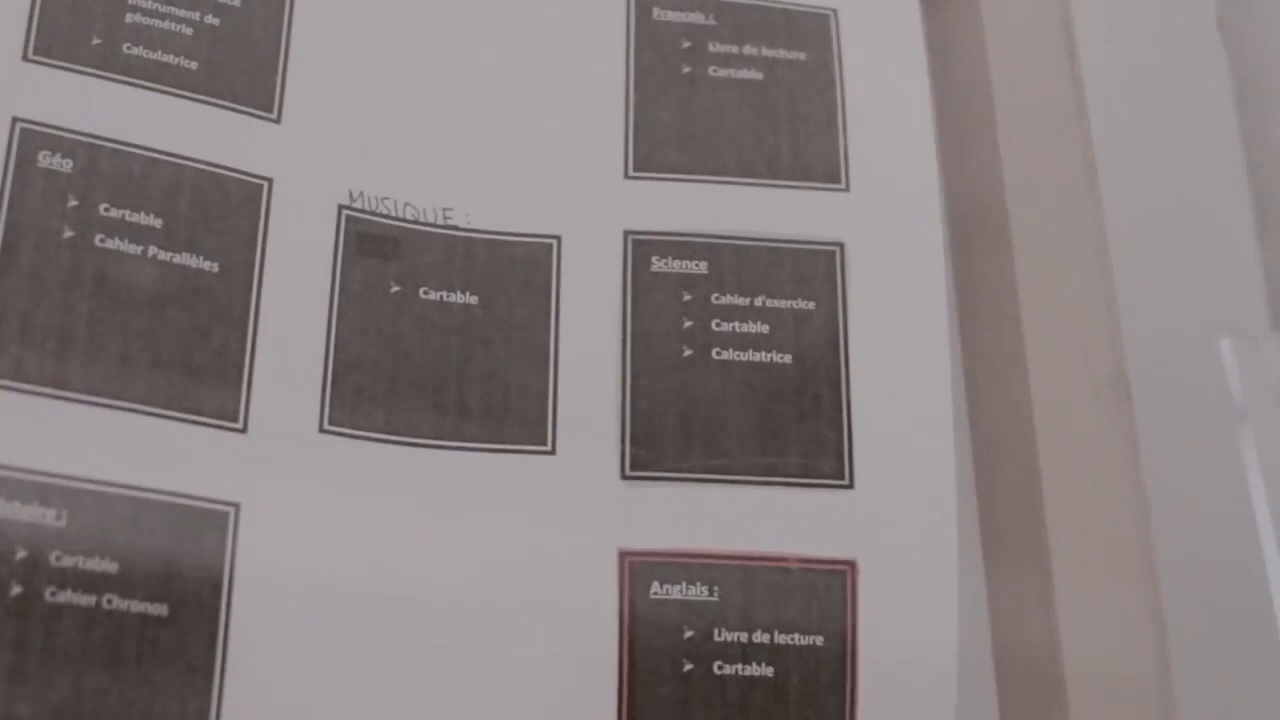 Instrument de
géométrie
➢ Calculatrice
Géo
➢ Cartable
➢ Cahier Parallèles
➢ Cartable
➢ Cahier Chronos
MUSIQUE :
➢ Cartable
Français :
➢ Livre de lecture
➢ Cartable
Science
➢ Cahier d'exercice
➢ Cartable
➢ Calculatrice
Anglais :
➢ Livre de lecture
➢ Cartable